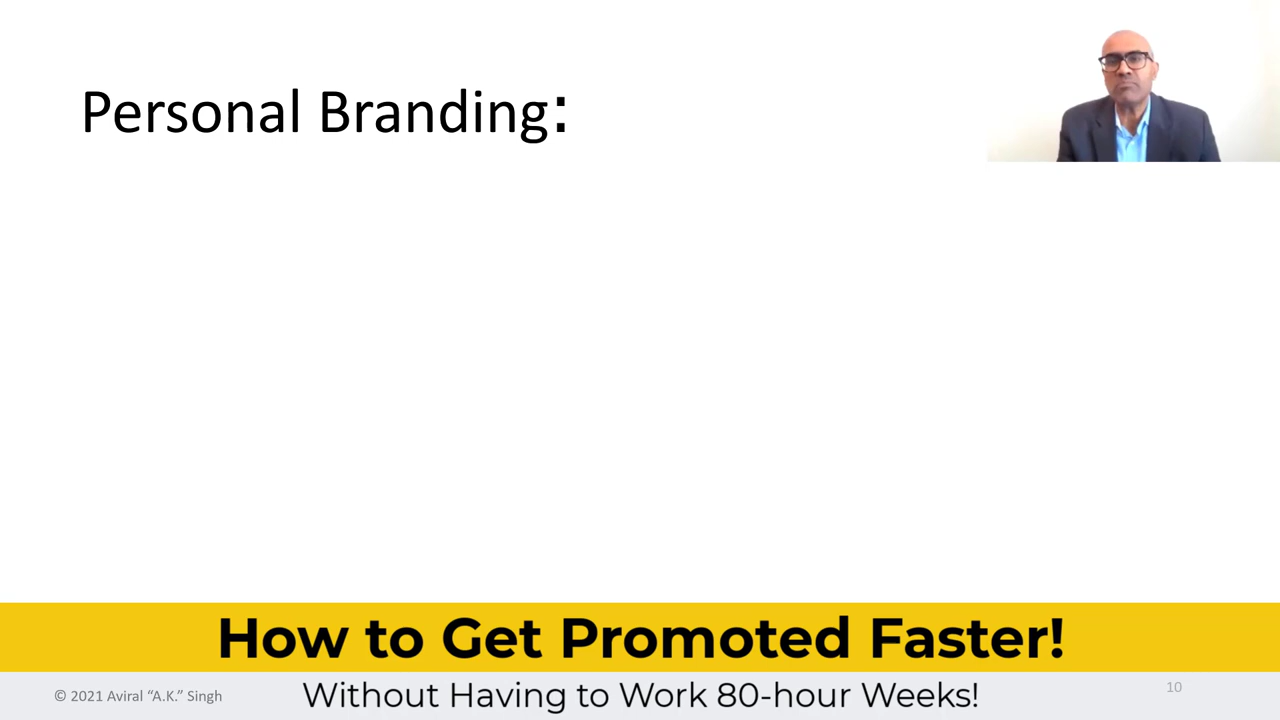 Personal Branding:
How to Get Promoted Faster!
Without Having to Work 80-hour Weeks!
© 2021 Aviral “A.K.” Singh
10